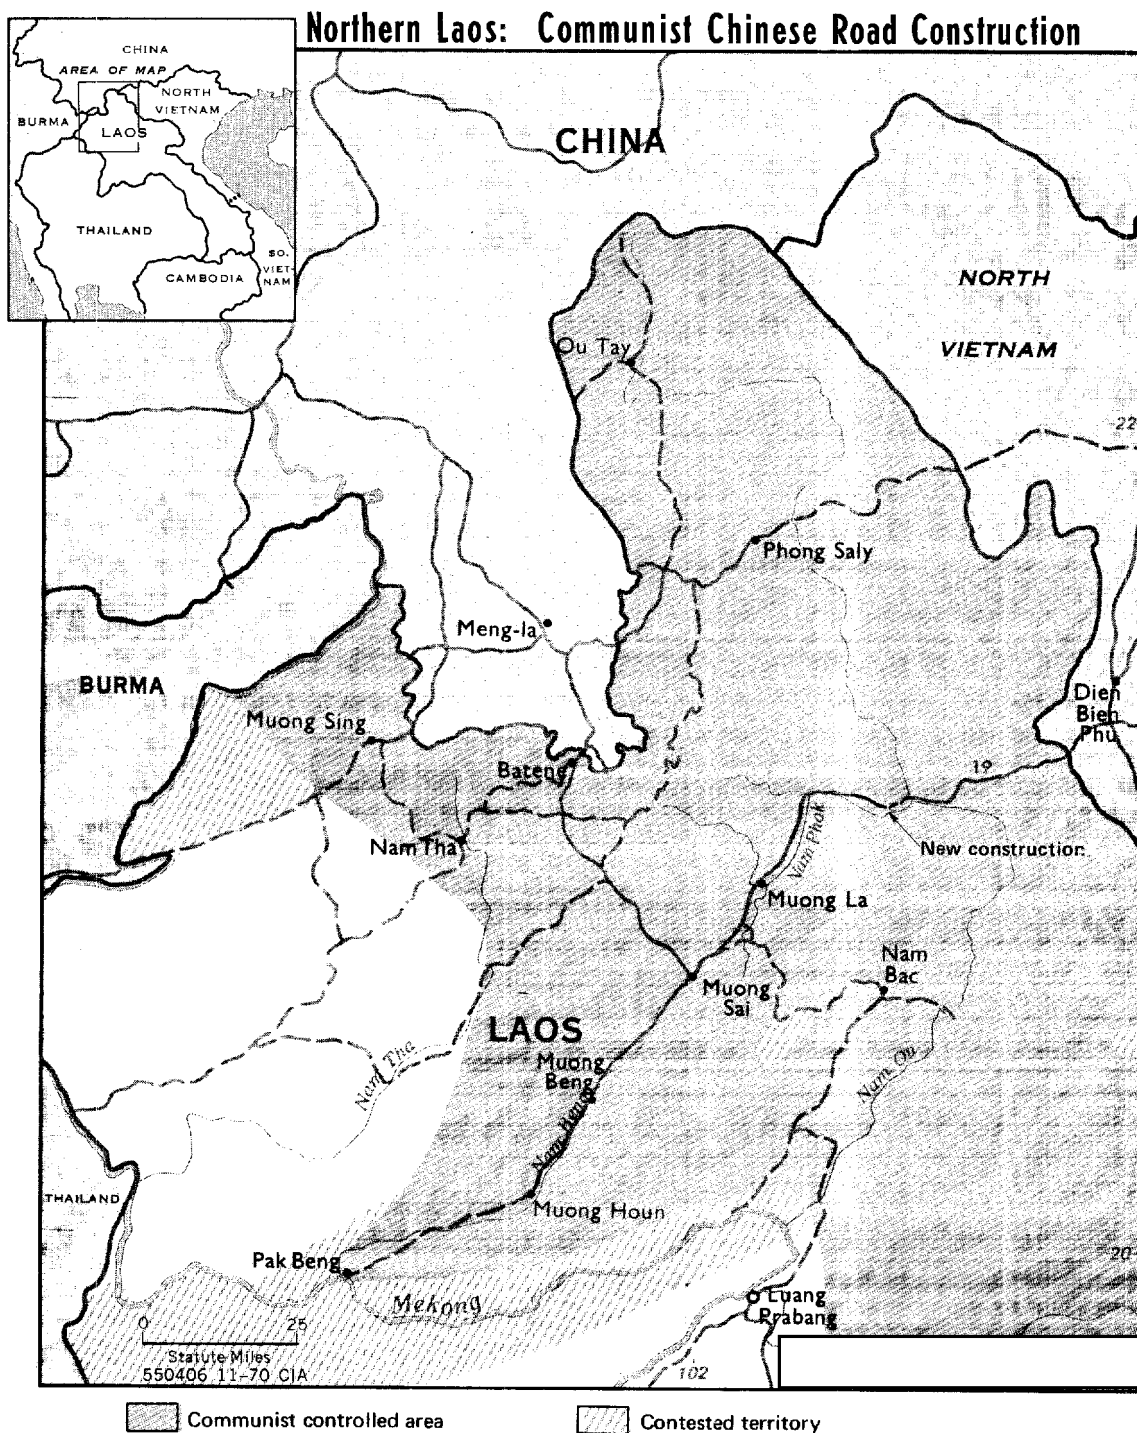 Northern Laos: Communist Chinese Road Construction
CHINA
AREA OF MAP
NORTH
VIETNAM
BURMA
LAOS
THAILAND
CAMBODIA
SO.
VIET-
NAM
CHINA
NORTH
VIETNAM
Ou Tay
22
Phong Saly
Meng-la
BURMA
Dien
Bien
Phu
Muong Sing
Bateng
19
Nam Phak
Nam Tha
New construction
Muong La
Nam
Bac
Muong
Sai
LAOS
Nam Tha
Muong
Beng
Nam Ou
Nam Beng
THAILAND
Muong Houn
Pak Beng
20
Mekong
Luang
Prabang
0 25
Statute Miles
550406 11-70 CIA
102
Communist controlled area
Contested territory